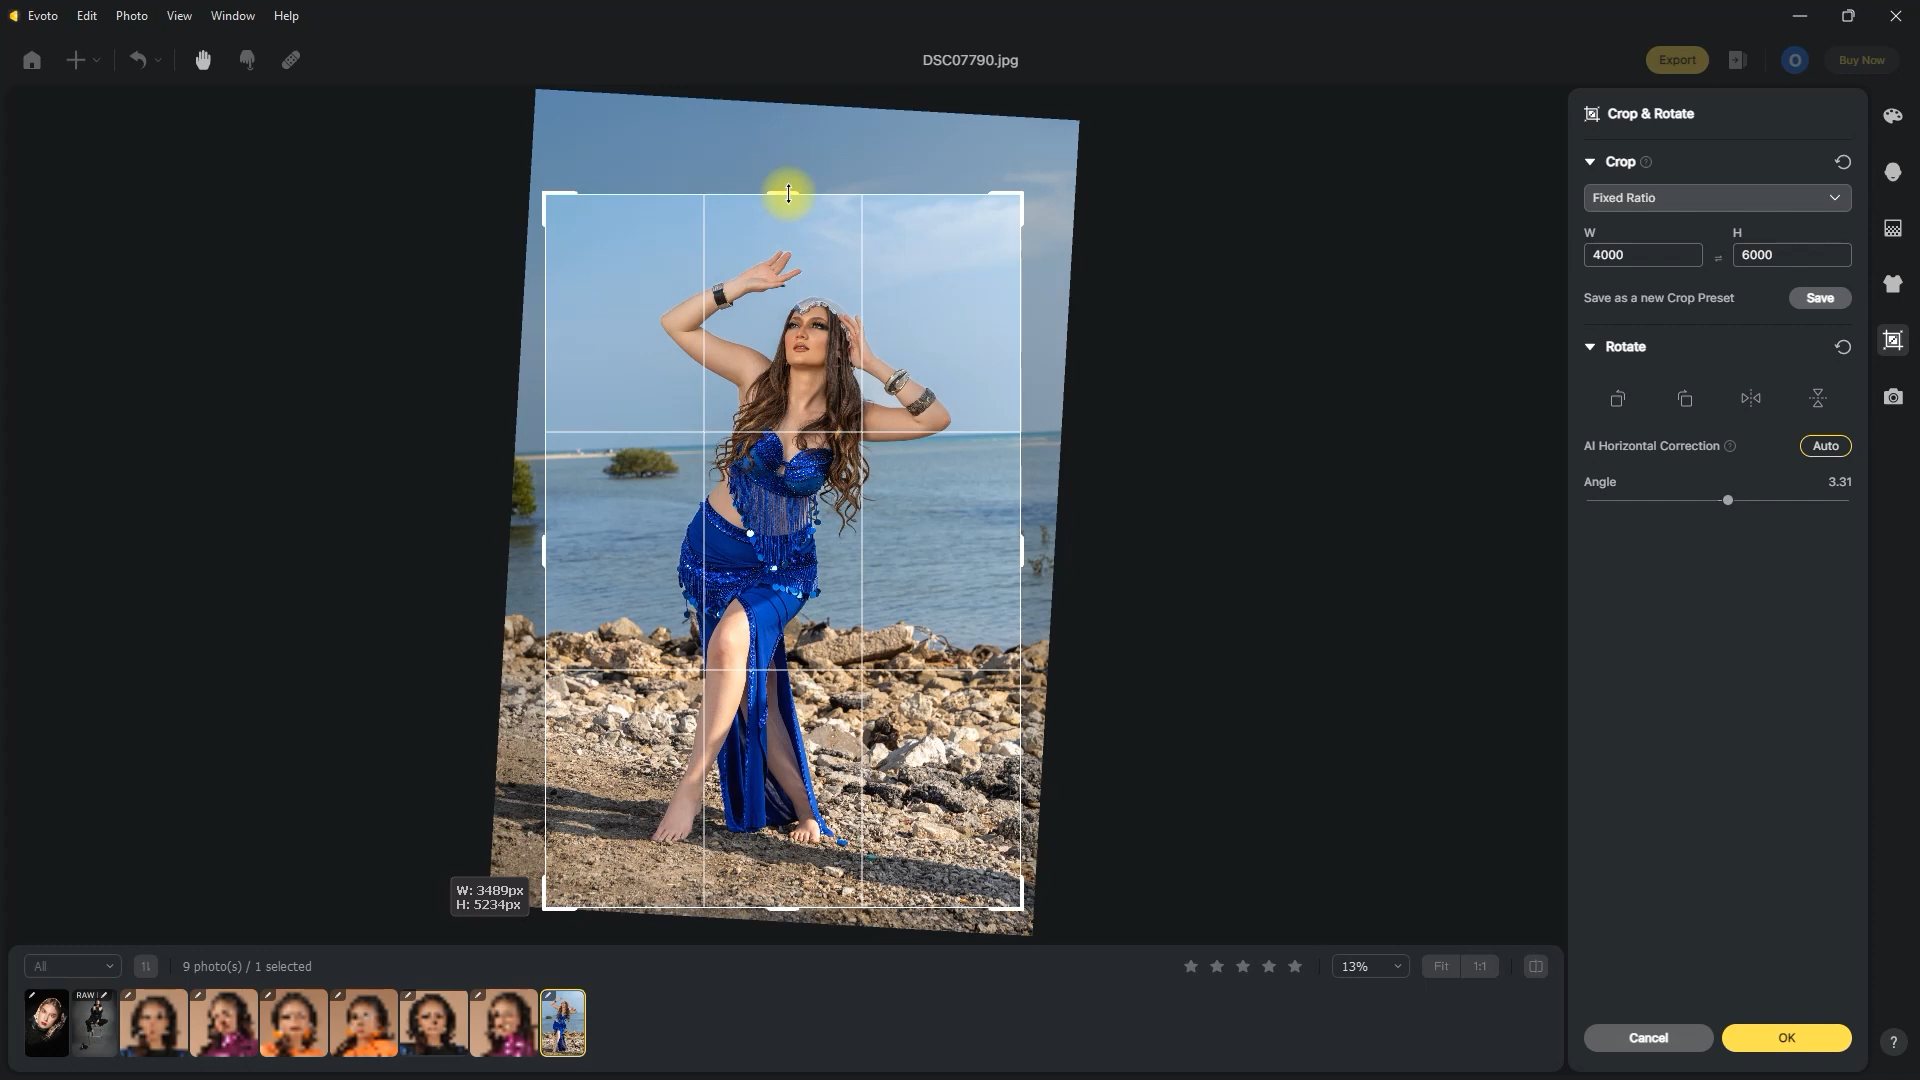 Evoto Edit Photo View Window Help
DSC07790.jpg
Export
O
Buy Now
Crop & Rotate
Crop ?
Fixed Ratio
W H
4000 6000
Save as a new Crop Preset Save
Rotate
AI Horizontal Correction ? Auto
Angle 3.31
W: 3489px
H: 5234px
All
9 photo(s) / 1 selected
13%
Fit 1:1
RAW
Cancel OK
?